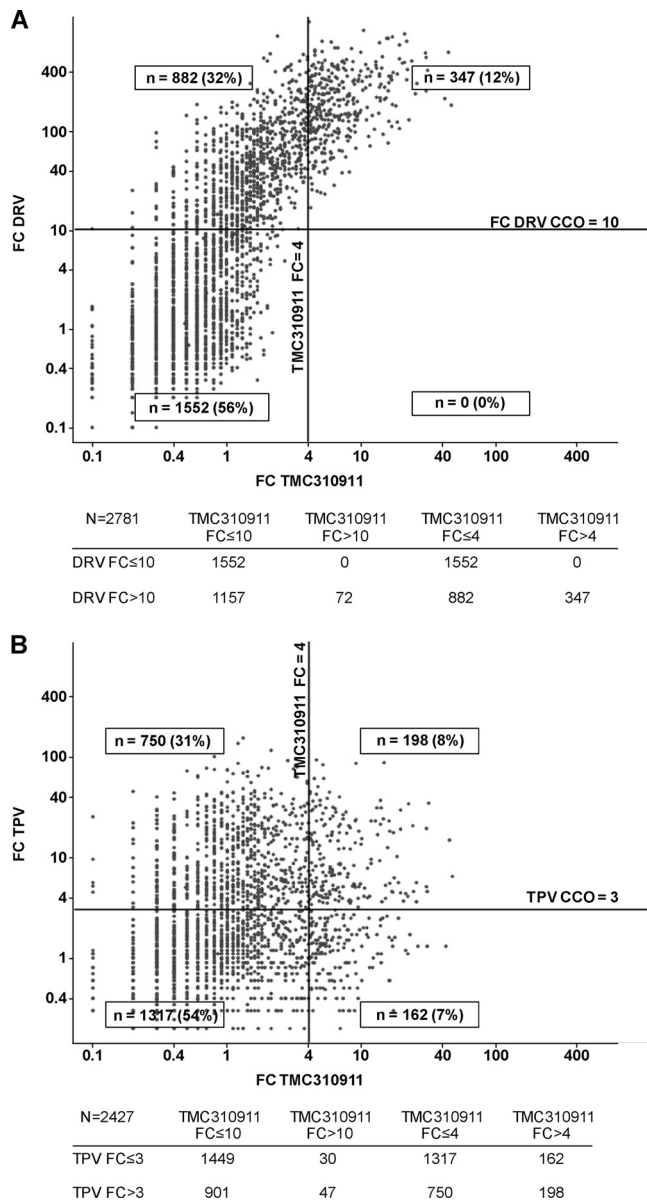 A
400
100
40
10
4
1
0.4
0.1
FC DRV
n = 882 (32%)
n = 347 (12%)
FC DRV CCO = 10
TMC310911 FC=4
n = 1552 (56%)
n = 0 (0%)
0.1 0.4 1 4 10 40 100 400
FC TMC310911
N=2781 TMC310911 FC≤10 TMC310911 FC>10 TMC310911 FC≤4 TMC310911 FC>4
DRV FC≤10 1552 0 1552 0
DRV FC>10 1157 72 882 347
B
400
100
40
10
4
1
0.4
FC TPV
TMC310911 FC = 4
n = 750 (31%)
n = 198 (8%)
TPV CCO = 3
n = 1317 (54%)
n = 162 (7%)
0.1 0.4 1 4 10 40 100 400
FC TMC310911
N=2427 TMC310911 FC≤10 TMC310911 FC>10 TMC310911 FC≤4 TMC310911 FC>4
TPV FC≤3 1449 30 1317 162
TPV FC>3 901 47 750 198